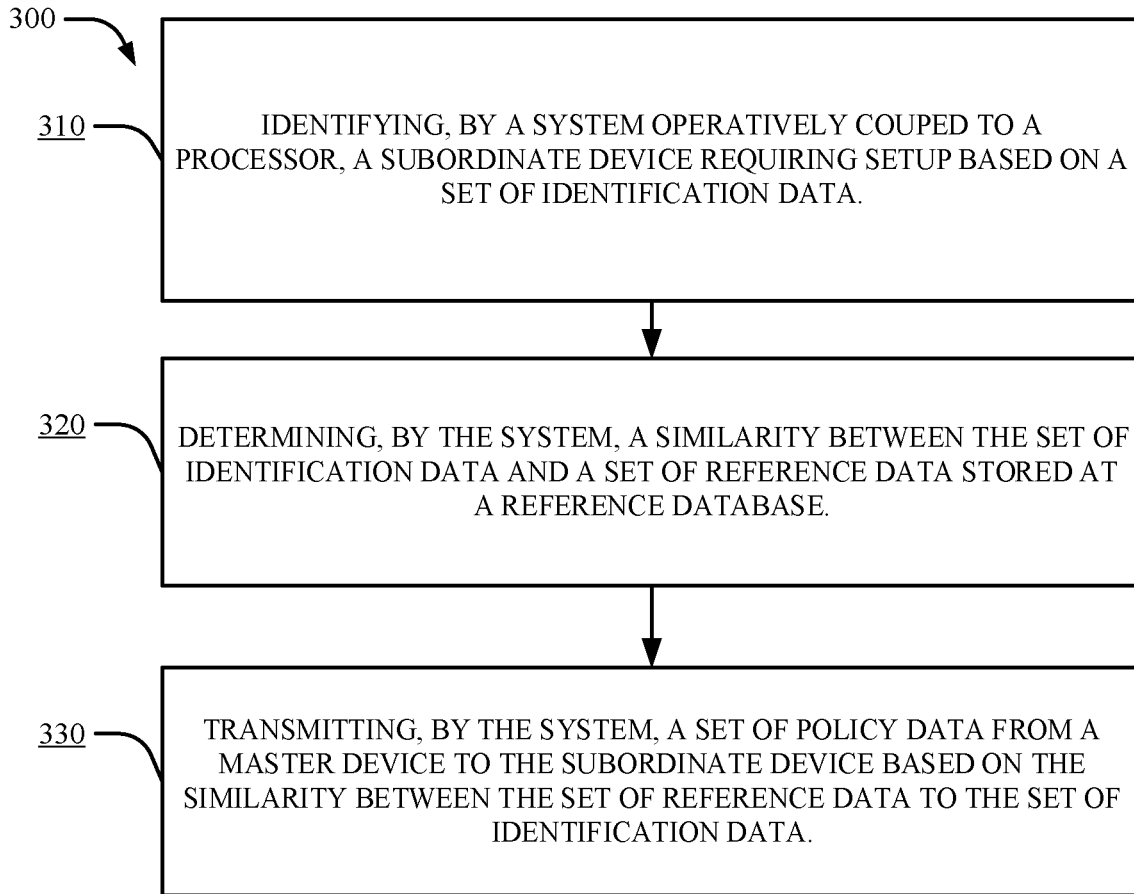 300
310
IDENTIFYING, BY A SYSTEM OPERATIVELY COUPED TO A
PROCESSOR, A SUBORDINATE DEVICE REQUIRING SETUP BASED ON A
SET OF IDENTIFICATION DATA.
320
DETERMINING, BY THE SYSTEM, A SIMILARITY BETWEEN THE SET OF
IDENTIFICATION DATA AND A SET OF REFERENCE DATA STORED AT
A REFERENCE DATABASE.
330
TRANSMITTING, BY THE SYSTEM, A SET OF POLICY DATA FROM A
MASTER DEVICE TO THE SUBORDINATE DEVICE BASED ON THE
SIMILARITY BETWEEN THE SET OF REFERENCE DATA TO THE SET OF
IDENTIFICATION DATA.